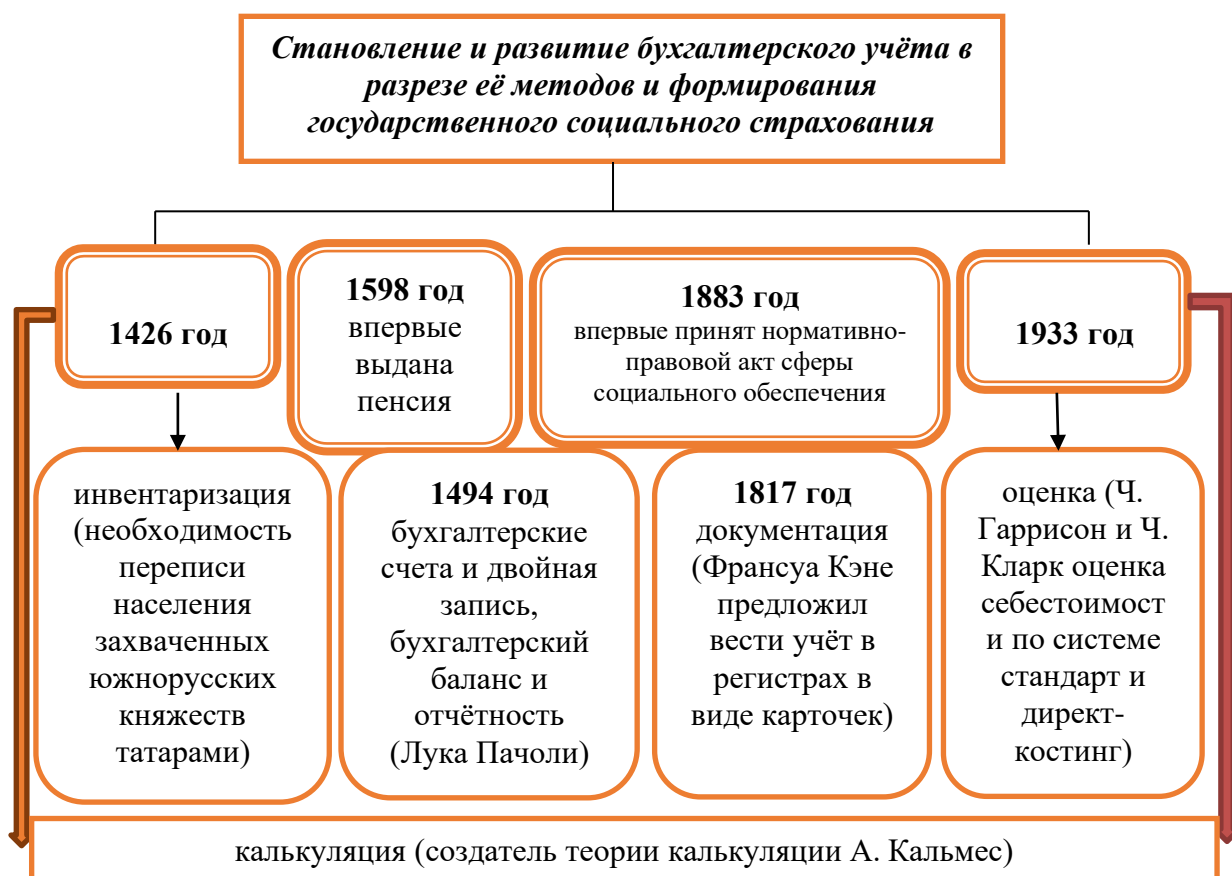 Становление и развитие бухгалтерского учёта в
разрезе её методов и формирования
государственного социального страхования
1426 год
1598 год
впервые
выдана
пенсия
1883 год
впервые принят нормативно-
правовой акт сферы
социального обеспечения
1933 год
инвентаризация
(необходимость
переписи
населения
захваченных
южнорусских
княжеств
татарами)
1494 год
бухгалтерские
счета и двойная
запись,
бухгалтерский
баланс и
отчётность
(Лука Пачоли)
1817 год
документация
(Франсуа Кэне
предложил
вести учёт в
регистрах в
виде карточек)
оценка (Ч.
Гаррисон и Ч.
Кларк оценка
себестоимост
и по системе
стандарт и
директ-
костинг)
калькуляция (создатель теории калькуляции А. Кальмес)